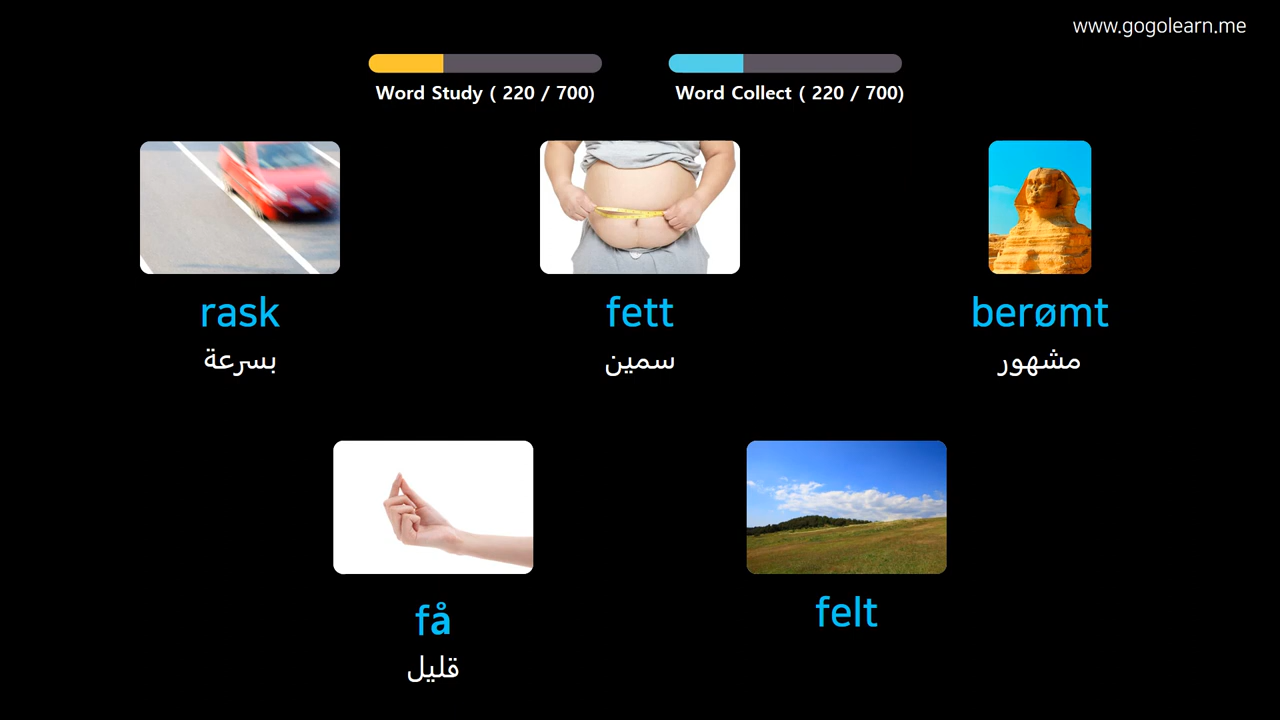 www.gogolearn.me
Word Study ( 220 / 700)
Word Collect ( 220 / 700)
rask
بسرعة
fett
سمين
berømt
مشهور
få
قليل
felt